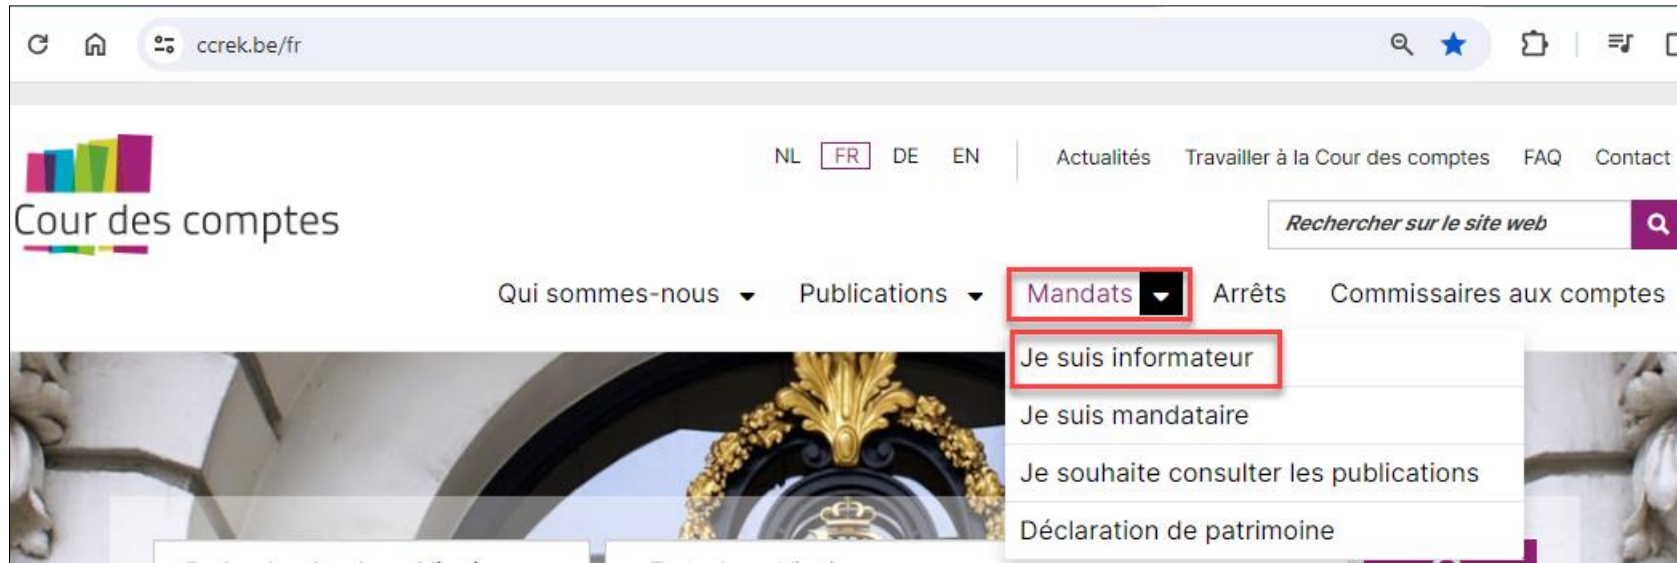 ccrek.be/fr
NL FR DE EN Actualités Travailler à la Cour des comptes FAQ Contact
Cour des comptes
Rechercher sur le site web
Qui sommes-nous Publications Mandats Arrêts Commissaires aux comptes
Je suis informateur
Je suis mandataire
Je souhaite consulter les publications
Déclaration de patrimoine